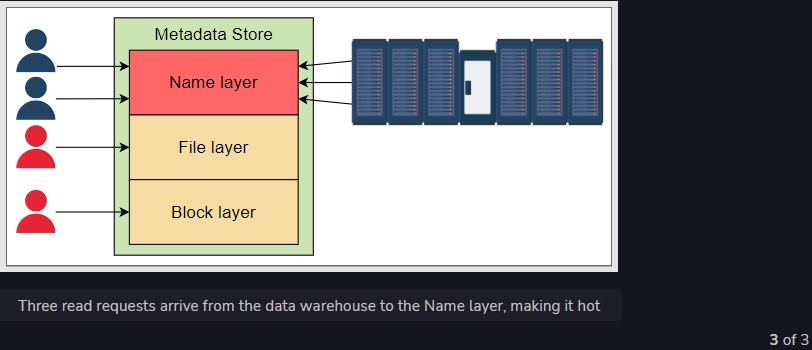 Metadata Store
Name layer
File layer
Block layer
Three read requests arrive from the data warehouse to the Name layer, making it hot
3 of 3